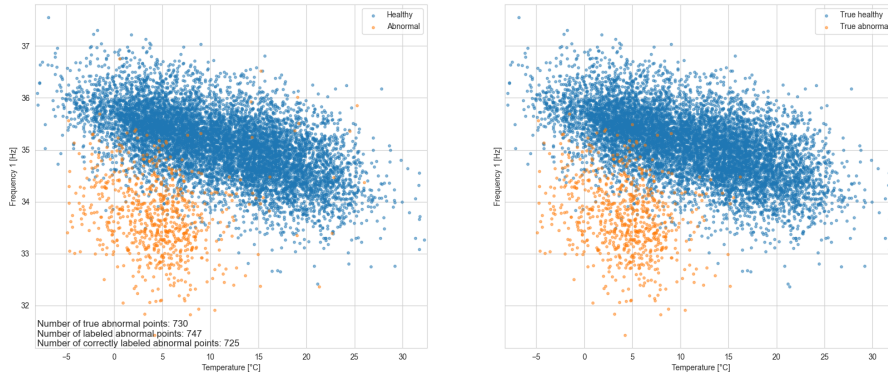 Healthy
Abnormal
37
36
35
34
33
32
Frequency 1 [Hz]
Number of true abnormal points: 730
Number of labeled abnormal points: 747
Number of correctly labeled abnormal points: 725
−5 0 5 10 15 20 25 30
Temperature [°C]
True healthy
True abnormal
Frequency 1 [Hz]
−5 0 5 10 15 20 25 30
Temperature [°C]